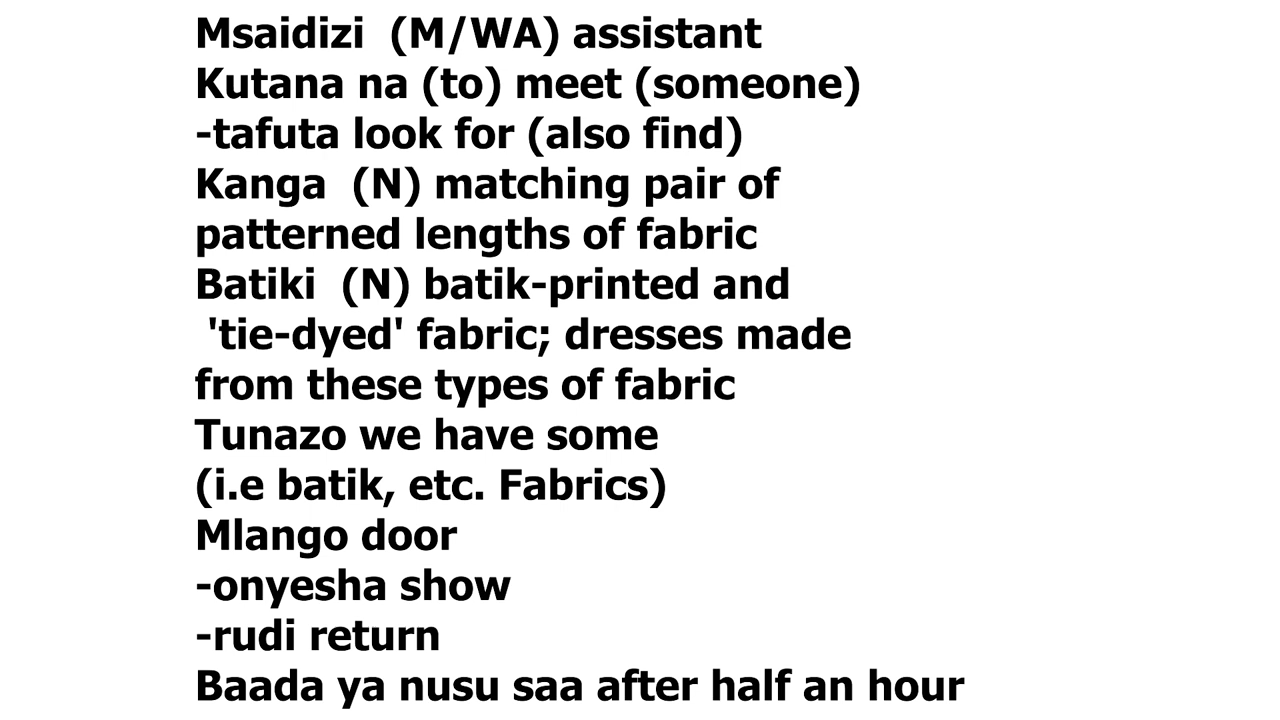 Msaidizi  (M/WA) assistant
Kutana na (to) meet (someone)
-tafuta look for (also find)
Kanga  (N) matching pair of
patterned lengths of fabric
Batiki  (N) batik-printed and
'tie-dyed' fabric; dresses made
from these types of fabric
Tunazo we have some
(i.e batik, etc. Fabrics)
Mlango door
-onyesha show
-rudi return
Baada ya nusu saa after half an hour